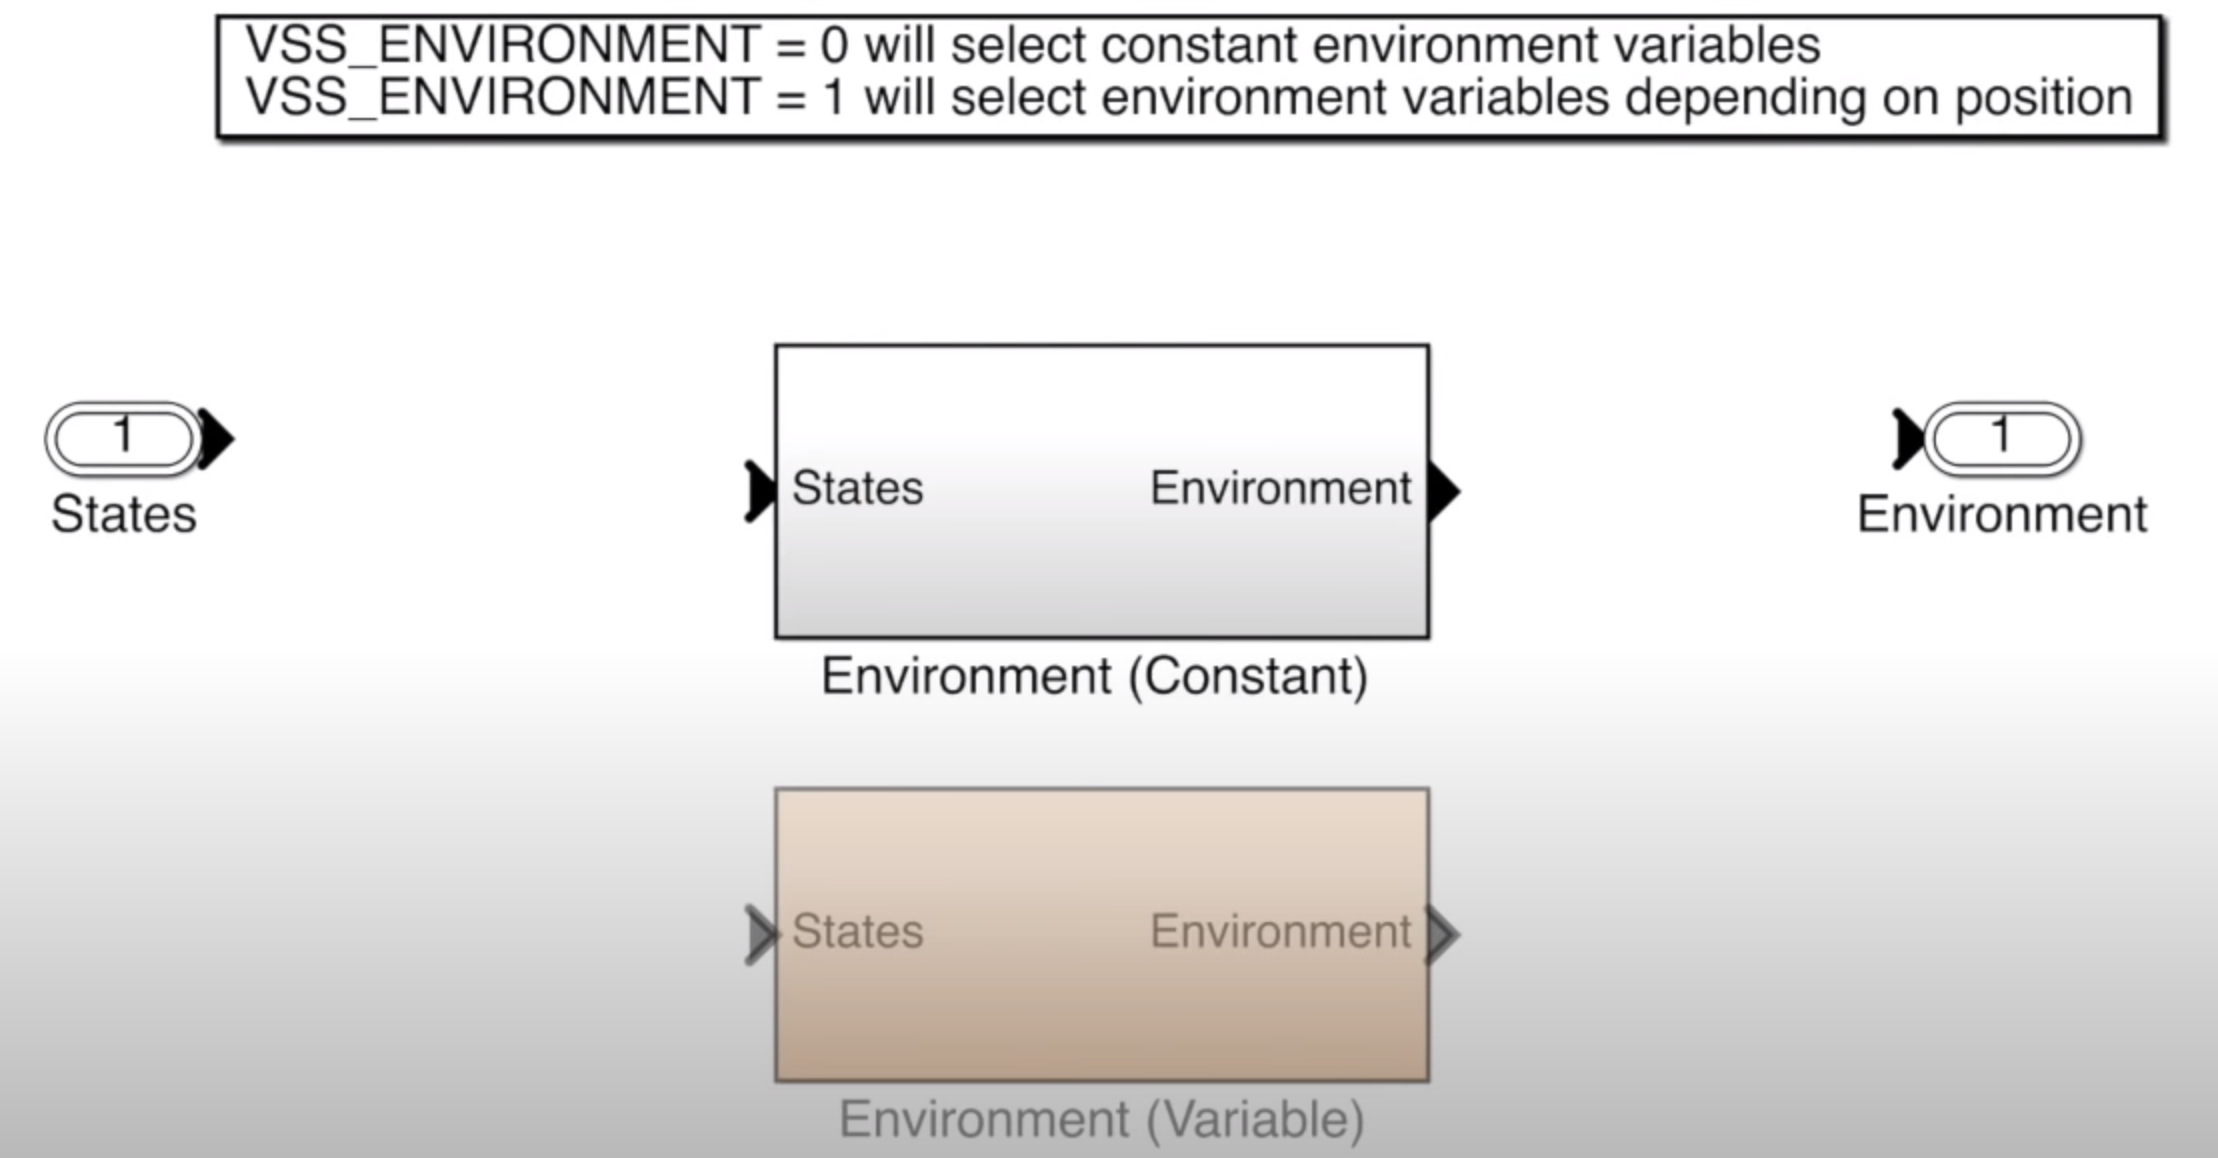 VSS_ENVIRONMENT = 0 will select constant environment variables
VSS_ENVIRONMENT = 1 will select environment variables depending on position
1
States
States
Environment
Environment (Constant)
1
Environment
States
Environment
Environment (Variable)